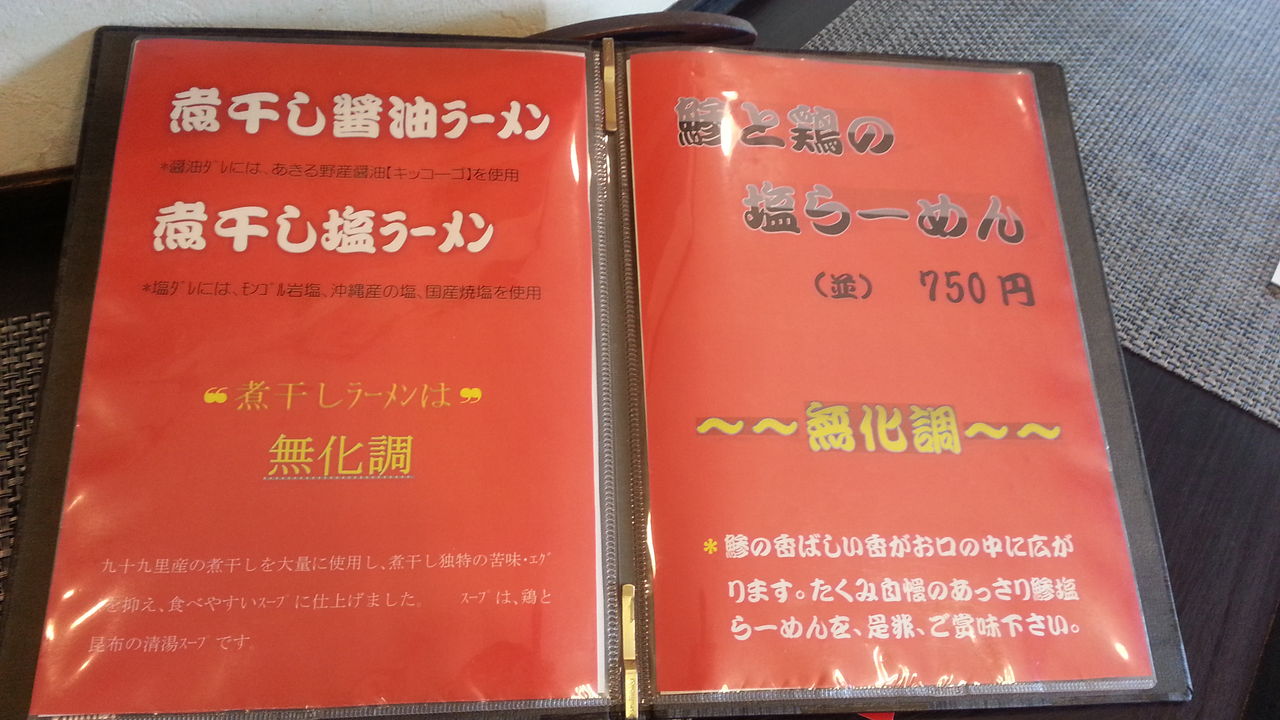 煮干し醤油ラーメン
*醤油ﾀﾞﾚには、あきる野産醤油【キッコーゴ】を使用
煮干し塩ラーメン
*塩ﾀﾞﾚには、ﾓﾝｺﾞﾙ岩塩、沖縄産の塩、国産焼塩を使用
❝煮干しﾗｰﾒﾝは❞
無化調
九十九里産の煮干しを大量に使用し、煮干し独特の苦味・ｴｸﾞ
を抑え、食べやすいｽｰﾌﾟに仕上げました。 ｽｰﾌﾟは、鶏と
昆布の清湯ｽｰﾌﾟです。
鯵と鶏の
塩らーめん
（並） 750円
～～無化調～～
*鯵の香ばしい香がお口の中に広が
ります。たくみ自慢のあっさり鯵塩
らーめんを、是非、ご賞味下さい。